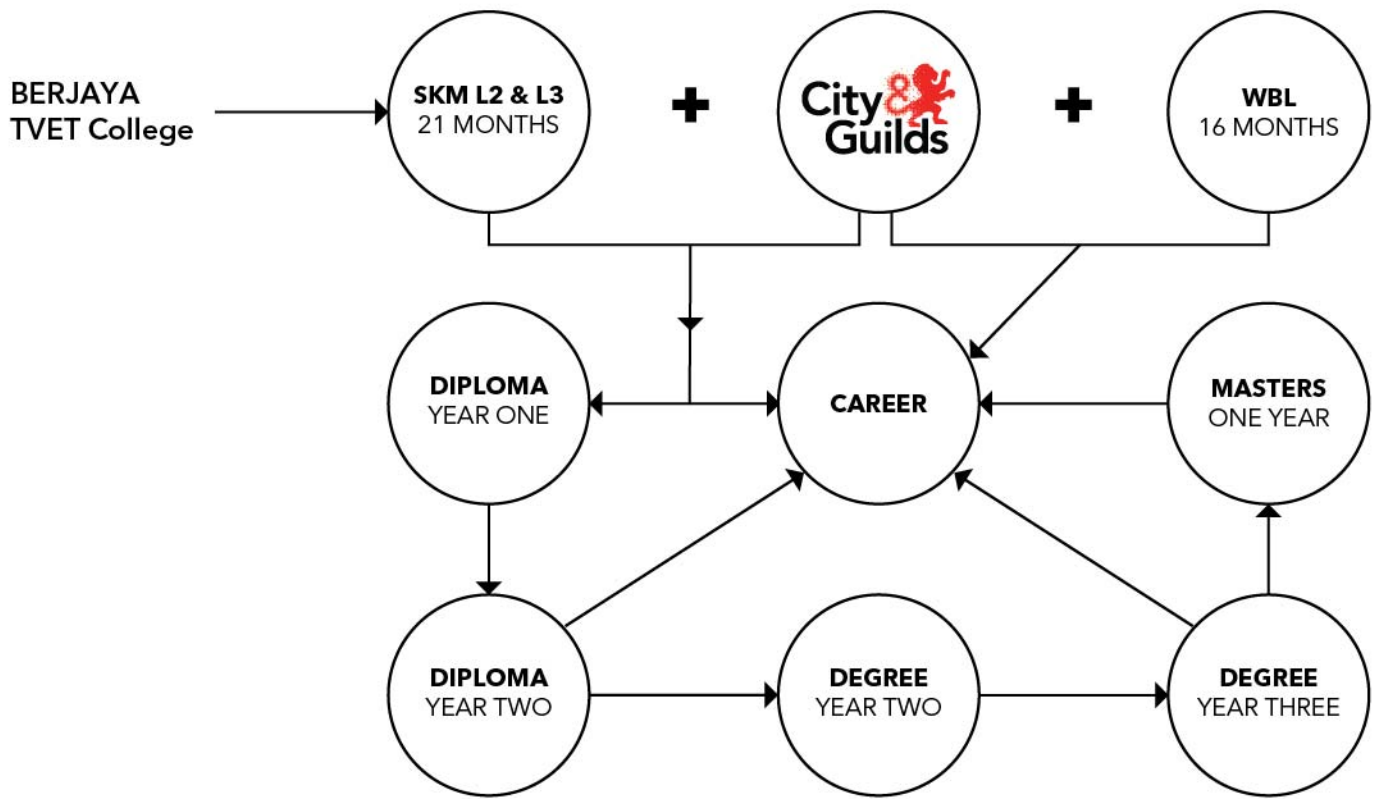 BERJAYA
TVET College
SKM L2 & L3
21 MONTHS
+
City &
Guilds
+
WBL
16 MONTHS
DIPLOMA
YEAR ONE
CAREER
MASTERS
ONE YEAR
DIPLOMA
YEAR TWO
DEGREE
YEAR TWO
DEGREE
YEAR THREE